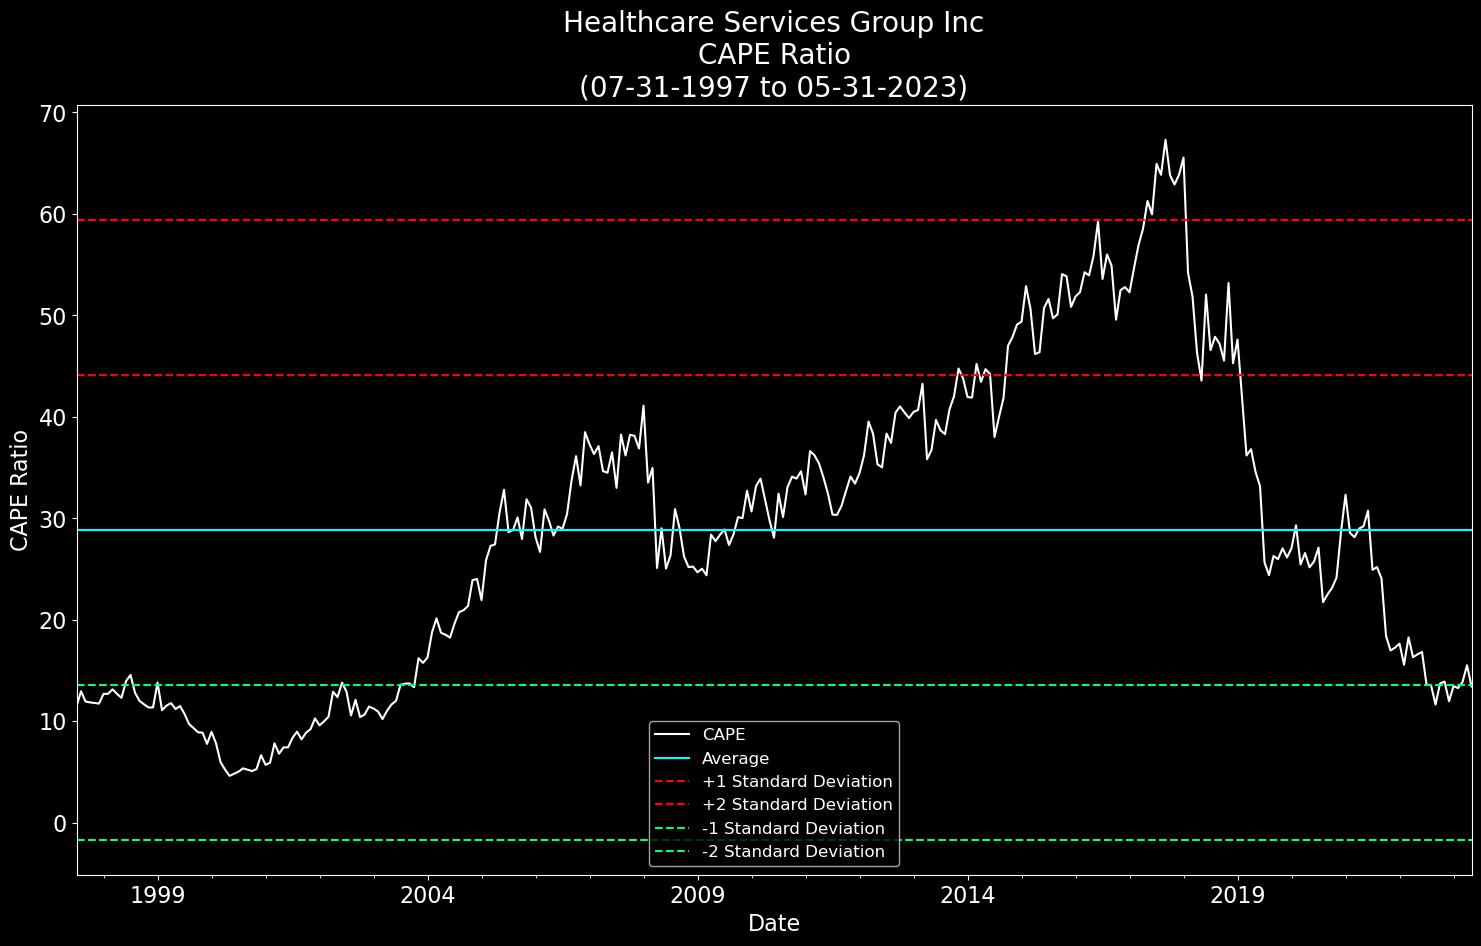 Healthcare Services Group Inc
CAPE Ratio
(07-31-1997 to 05-31-2023)
70
60
50
40
30
20
10
0
CAPE Ratio
CAPE
Average
+1 Standard Deviation
+2 Standard Deviation
-1 Standard Deviation
-2 Standard Deviation
1999
2004
2009
2014
2019
Date